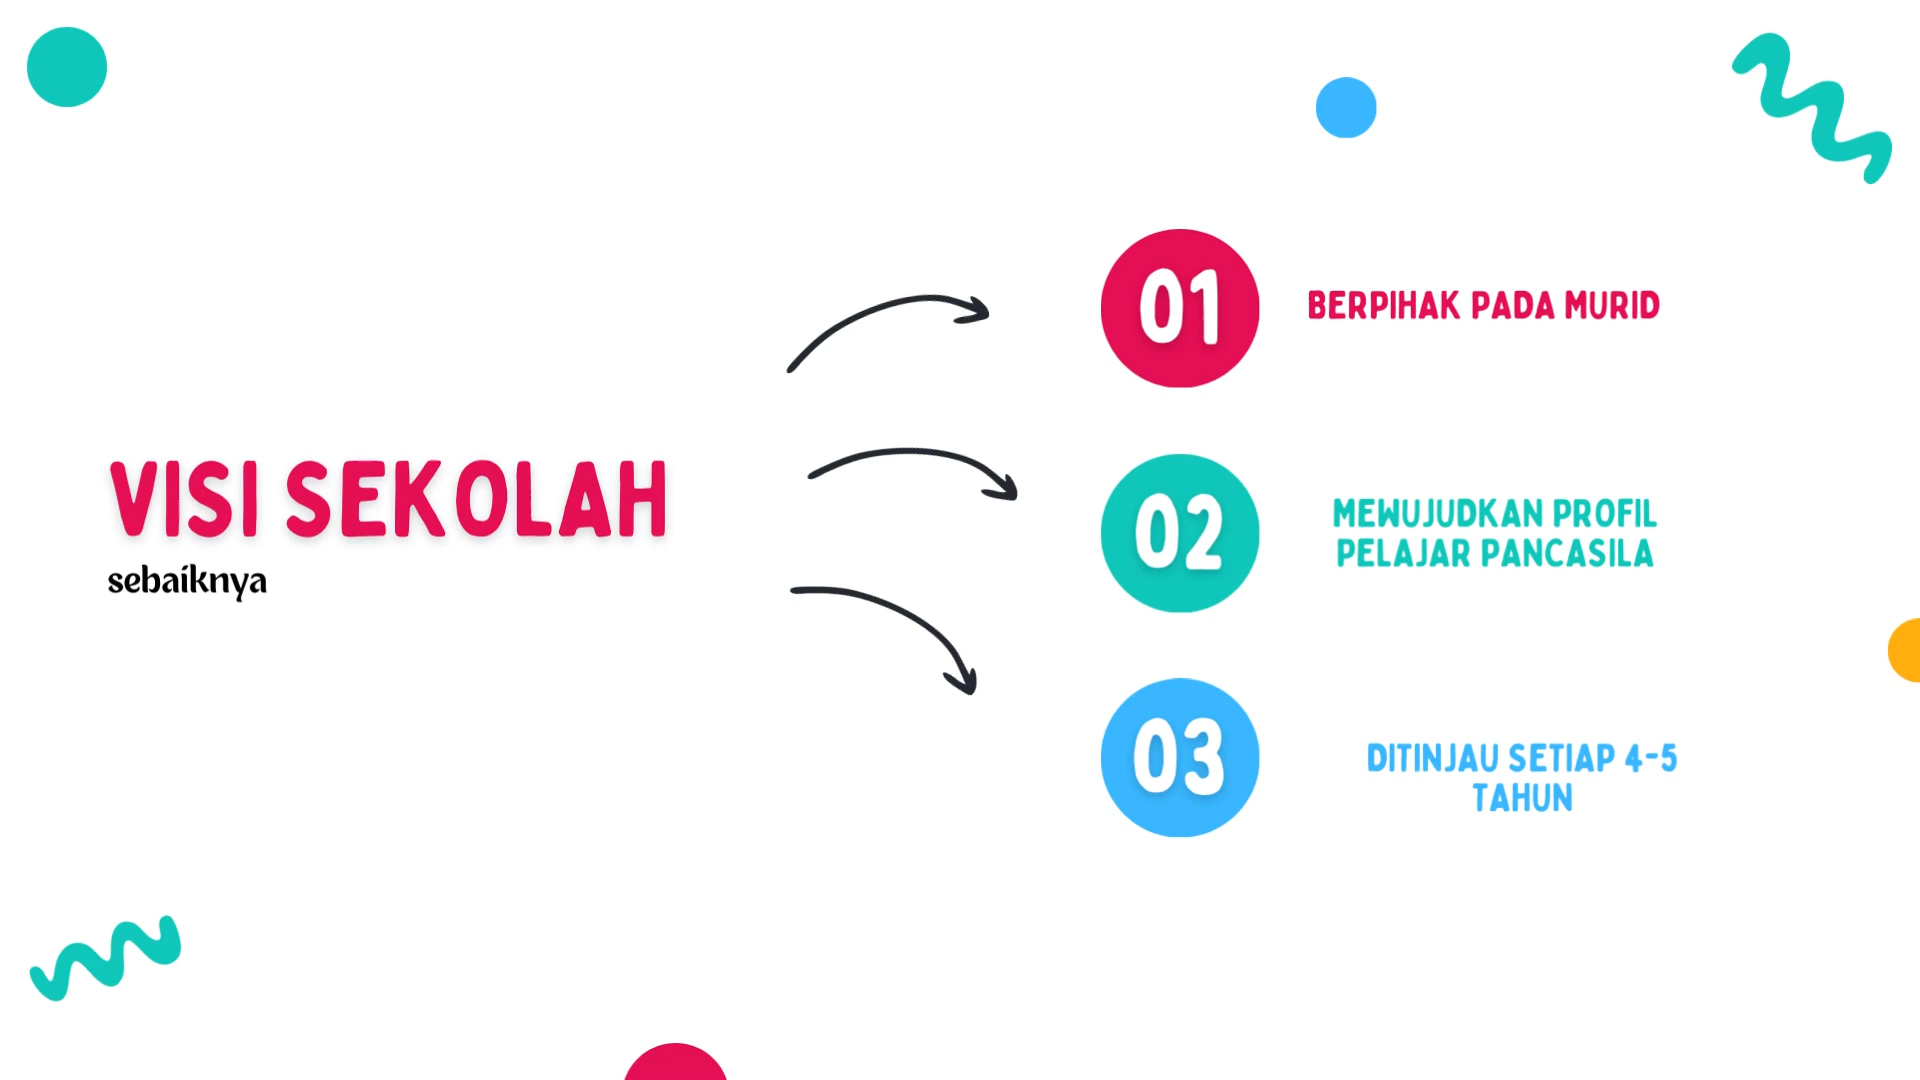 VISI SEKOLAH
sebaiknya
01
BERPIHAK PADA MURID
02
MEWUJUDKAN PROFIL
PELAJAR PANCASILA
03
DITINJAU SETIAP 4-5
TAHUN